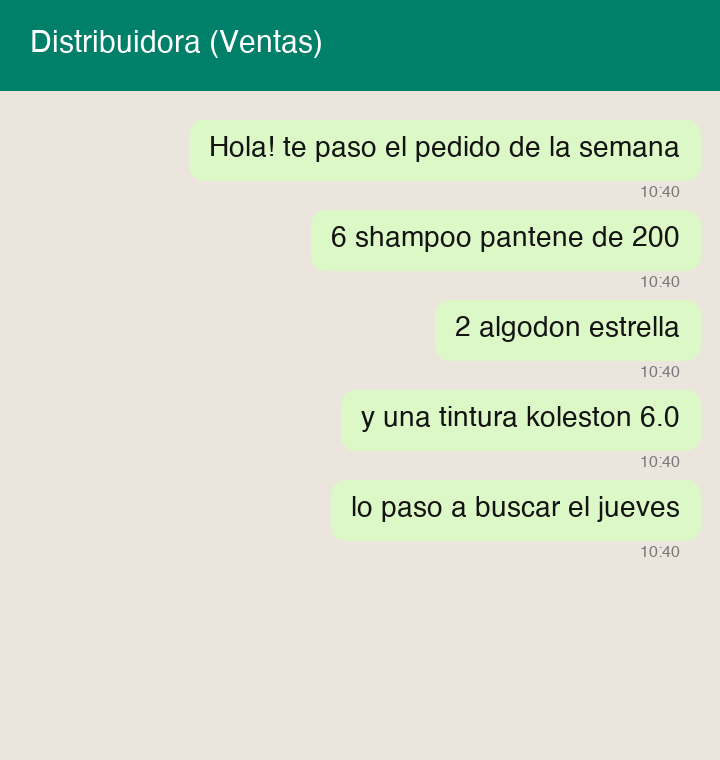 Distribuidora (Ventas)
Hola! te paso el pedido de la semana
10:40
6 shampoo pantene de 200
10:40
2 algodon estrella
10:40
y una tintura koleston 6.0
10:40
lo paso a buscar el jueves
10:40